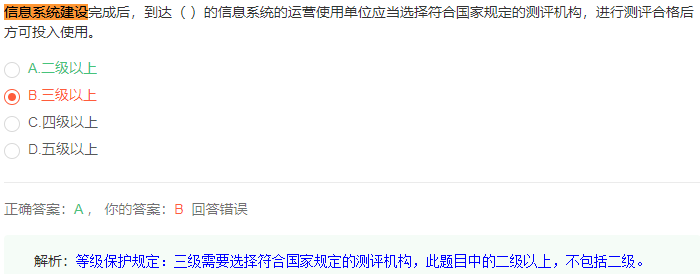 信息系统建设完成后，到达（ ）的信息系统的运营使用单位应当选择符合国家规定的测评机构，进行测评合格后
方可投入使用。
A.二级以上
B.三级以上
C.四级以上
D.五级以上
正确答案：A ， 你的答案：B 回答错误
解析：等级保护规定：三级需要选择符合国家规定的测评机构，此题目中的二级以上，不包括二级。